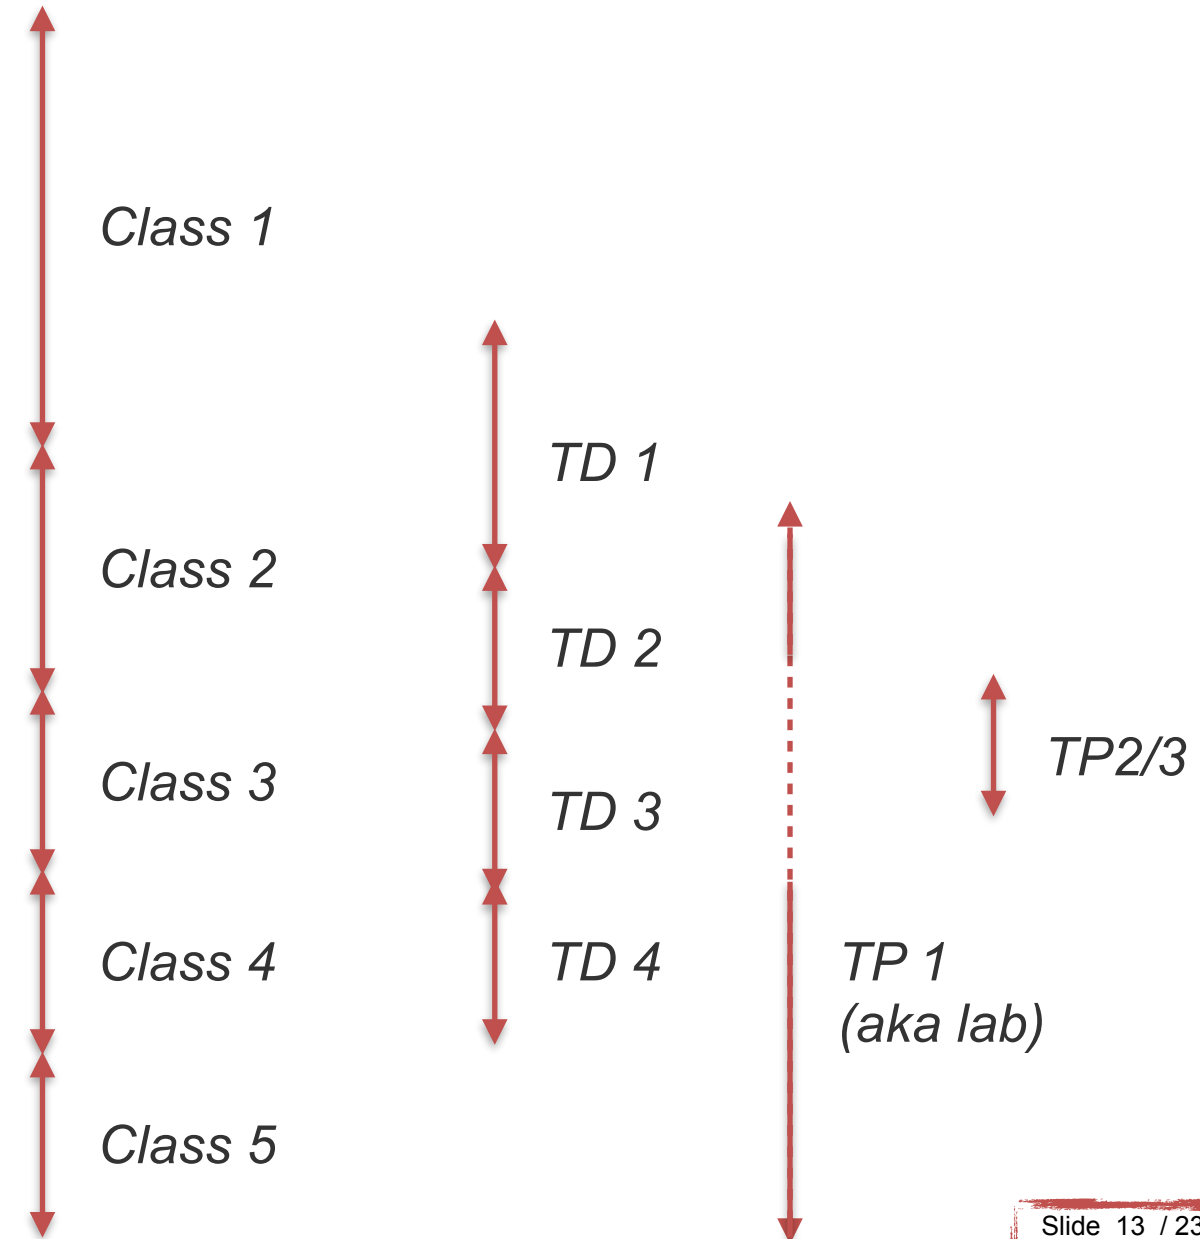 Class 1
TD 1
Class 2
TD 2
TP2/3
Class 3
TD 3
Class 4
TD 4
TP 1
(aka lab)
Class 5
Slide 13 / 23